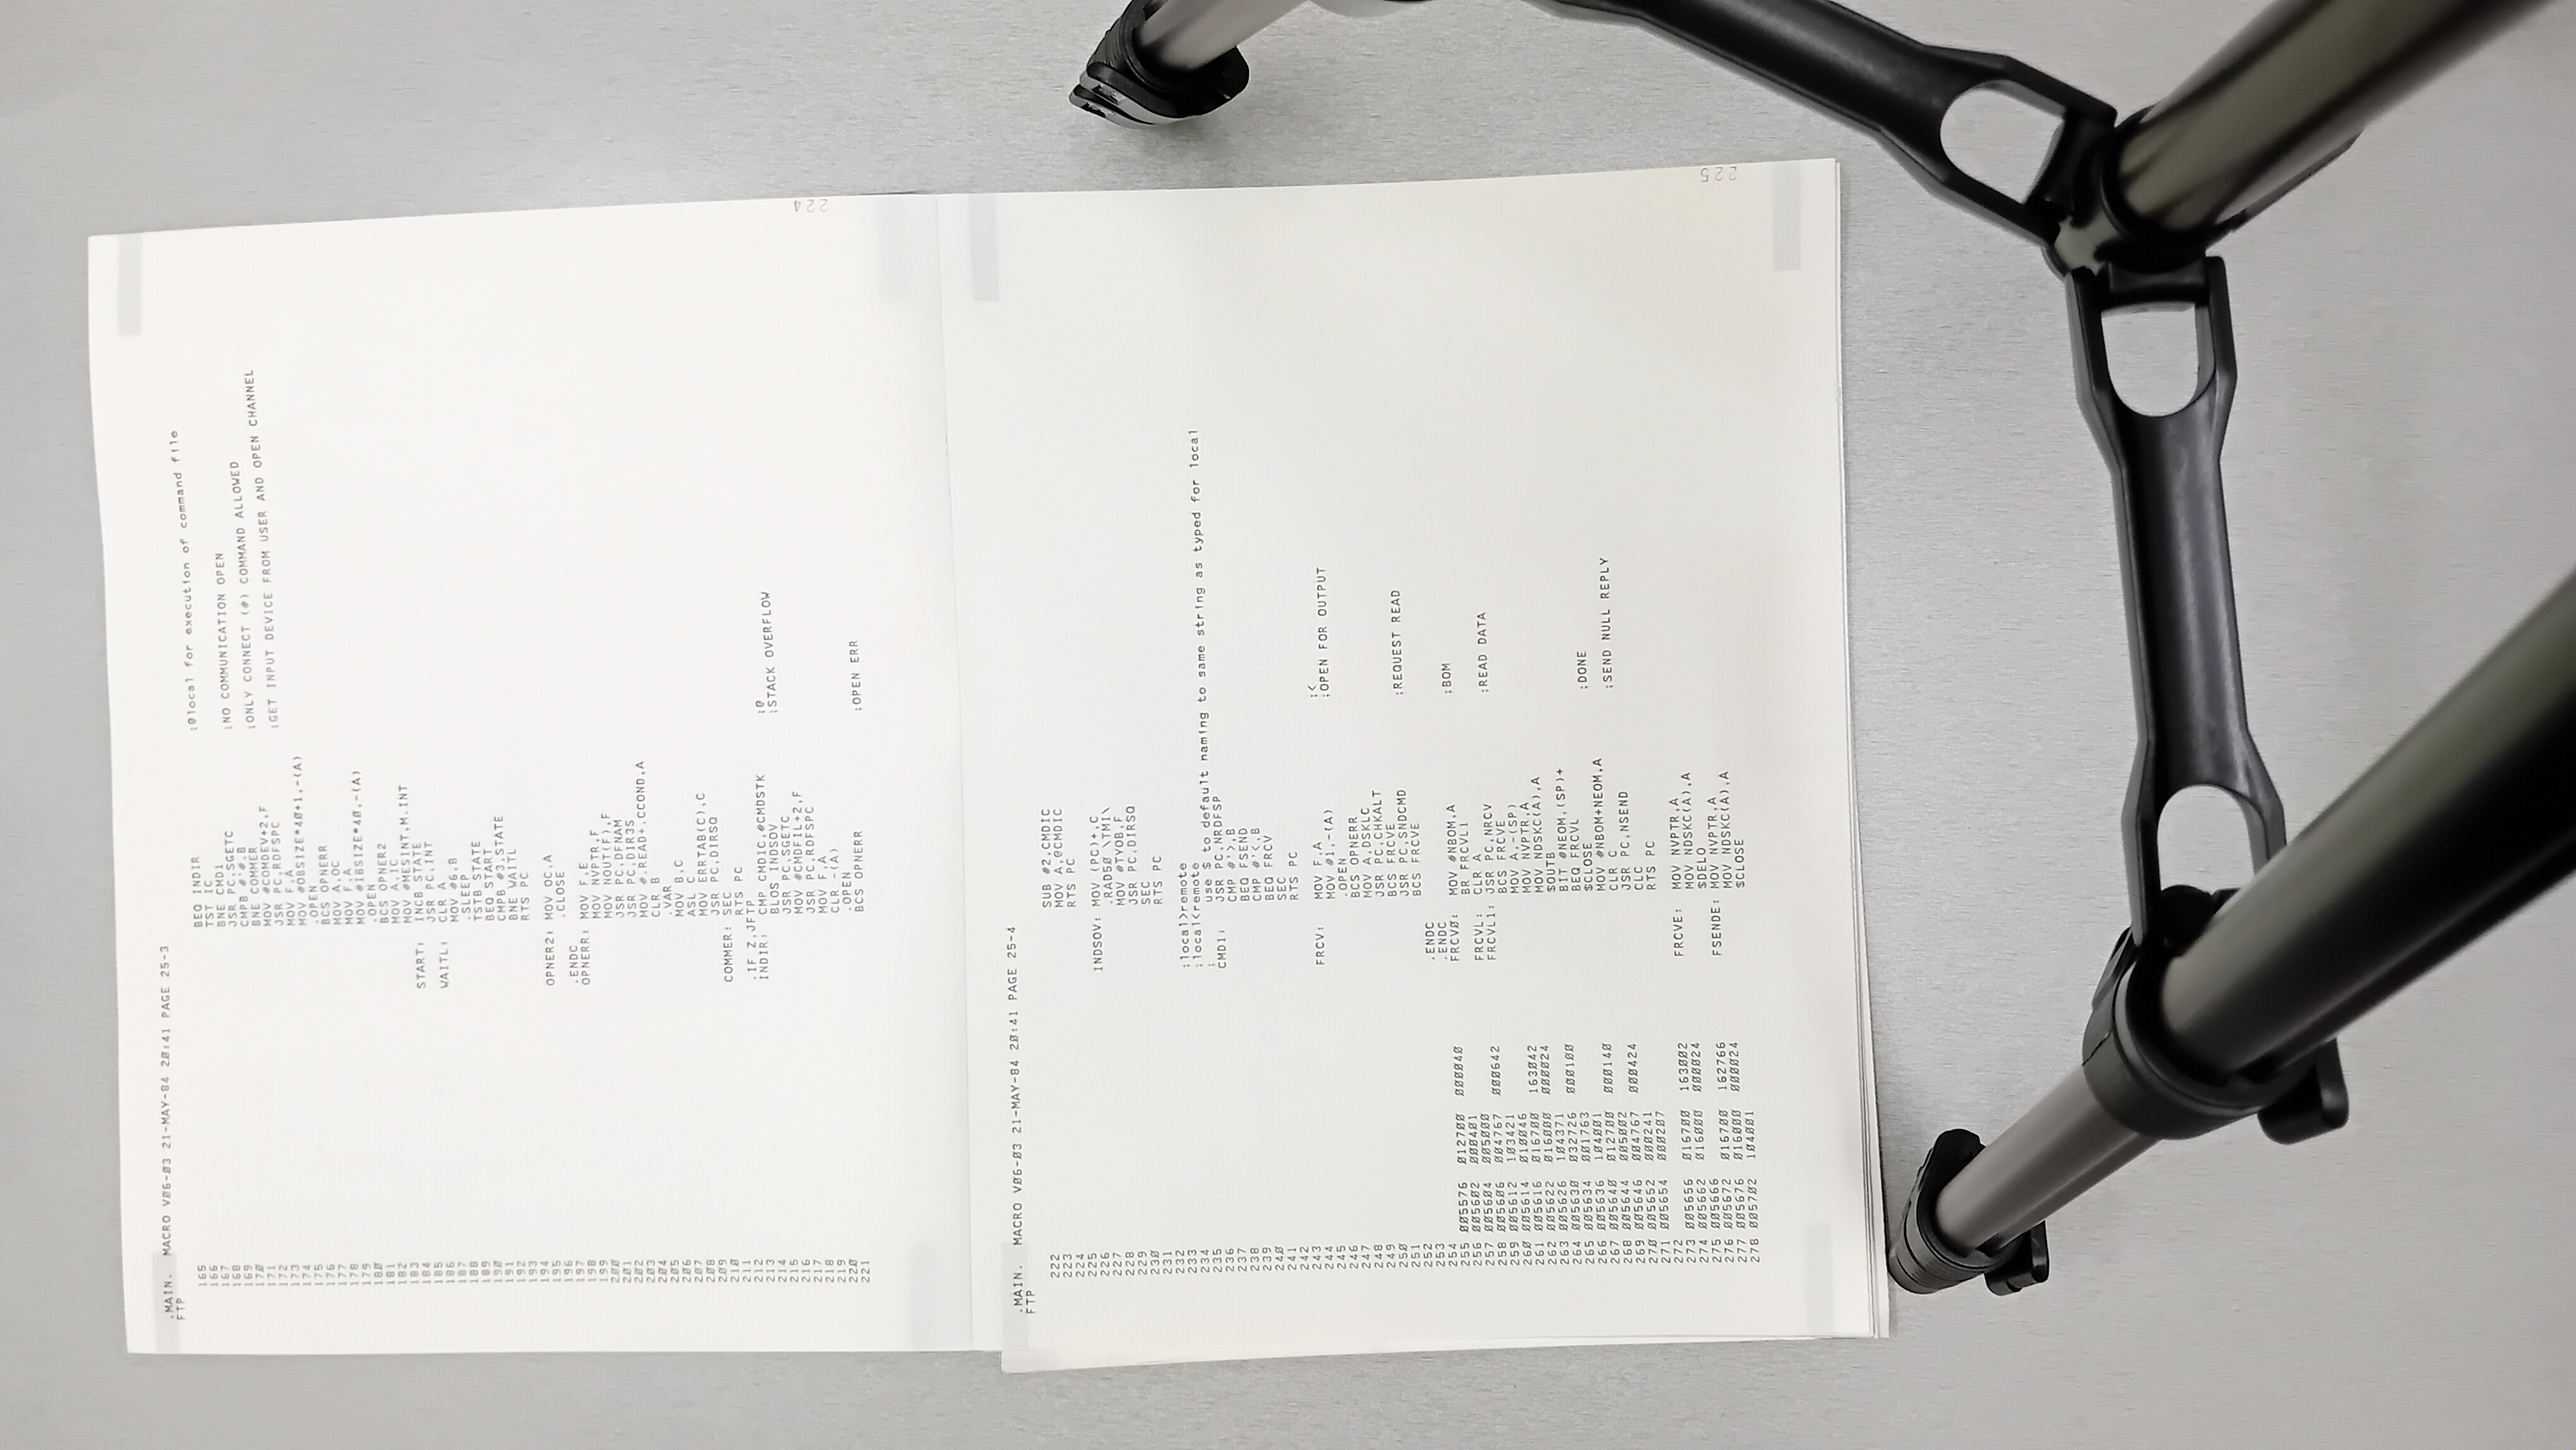 .MAIN. MACRO V06-03 21-MAY-84 20:41 PAGE 25-3
FTP
165 BEQ INDIR ;@local for execution of command file
166 TST IC
167 BNE CMD1
168 JSR PC,SGETC ;NO COMMUNICATION OPEN
169 CMPB #'#,B
170 BNE COMMER ;ONLY CONNECT (#) COMMAND ALLOWED
171 MOV #COMDEV+2,F
172 JSR PC,RDFSPC ;GET INPUT DEVICE FROM USER AND OPEN CHANNEL
173 MOV F,A
174 MOV #OBSIZE*40+1,-(A)
175 .OPEN
176 BCS OPNERR
177 MOV A,OC
178 MOV F,A
179 MOV #IBSIZE*40,-(A)
180 .OPEN
181 BCS OPNER2
182 MOV A,IC
183 MOV #MESINT,M.INT
184 START: INCB STATE
185 JSR PC,INT
186 WAITL: CLR A
187 MOV #6,B
188 .SLEEP
189 TSTB STATE
190 BEQ START
191 CMPB #3,STATE
192 BNE WAITL
193 RTS PC
194
195 OPNER2: MOV OC,A
196 .CLOSE
197 .ENDC
198 OPNERR: MOV F,E
199 MOV NVPTR,F
200 MOV NOUT(F),F
201 JSR PC,DFNAM
202 JSR PC,DIR3S
203 MOV #.READ+.CCOND,A
204 CLR B
205 .VAR
206 MOV B,C
207 ASL C
208 MOV ERRTAB(C),C
209 JSR PC,DIRSQ
210 COMMER: RTS PC
211
212 .IF Z,JFTP
213 INDIR: CMP CMDIC,#CMDSTK ;@
214 BLOS INDSOV ;STACK OVERFLOW
215 JSR PC,SGETC
216 MOV #CMDFIL+2,F
217 JSR PC,RDFSPC
218 MOV F,A
219 CLR -(A)
220 .OPEN
221 BCS OPNERR ;OPEN ERR
224
.MAIN. MACRO V06-03 21-MAY-84 20:41 PAGE 25-4
FTP
222 SUB #2,CMDIC
223 MOV A,@CMDIC
224 RTS PC
225
226 INDSOV: MOV (PC)+,C
227 .RAD50 \TMI\
228 MOV #TYOB,F
229 JSR PC,DIRSQ
230 SEC
231 RTS PC
232
233 ;local>remote
234 ;local<remote
235 ; use $ to default naming to same string as typed for local
236 CMD1: JSR PC,NRDFSP
237 CMP #'>,B
238 BEQ FSEND
239 CMP #'<,B
240 BEQ FRCV
241 SEC
242 RTS PC
243
244 FRCV: MOV F,A ;<
245 MOV #1,-(A) ;OPEN FOR OUTPUT
246 .OPEN
247 BCS OPNERR
248 MOV A,DSKLC
249 JSR PC,CHKALT
250 BCS FRCVE
251 JSR PC,SNDCMD ;REQUEST READ
252 BCS FRCVE
253 .ENDC
254 .ENDC
255 005576 012700 000040 FRCV0: MOV #NBOM,A ;BOM
256 005602 000401 BR FRCVL1
257 005604 005000 FRCVL: CLR A
258 005606 004767 000642 FRCVL1: JSR PC,NRCV ;READ DATA
259 005612 103421 BCS FRCVE
260 005614 010046 MOV A,-(SP)
261 005616 016700 163042 MOV NVPTR,A
262 005622 016000 000024 MOV NDSKC(A),A
263 005626 104371 $OUTB
264 005630 032726 000100 BIT #NEOM,(SP)+
265 005634 001763 BEQ FRCVL
266 005636 104001 $CLOSE ;DONE
267 005640 012700 000140 MOV #NBOM+NEOM,A
268 005644 005002 CLR C ;SEND NULL REPLY
269 005646 004767 000424 JSR PC,NSEND
270 005652 000241 CLC
271 005654 000207 RTS PC
272
273 005656 016700 163002 FRCVE: MOV NVPTR,A
274 005662 016000 000024 MOV NDSKC(A),A
275 005666 $DELO
276 005672 016700 162766 FSENDE: MOV NVPTR,A
277 005676 016000 000024 MOV NDSKC(A),A
278 005702 104001 $CLOSE
225